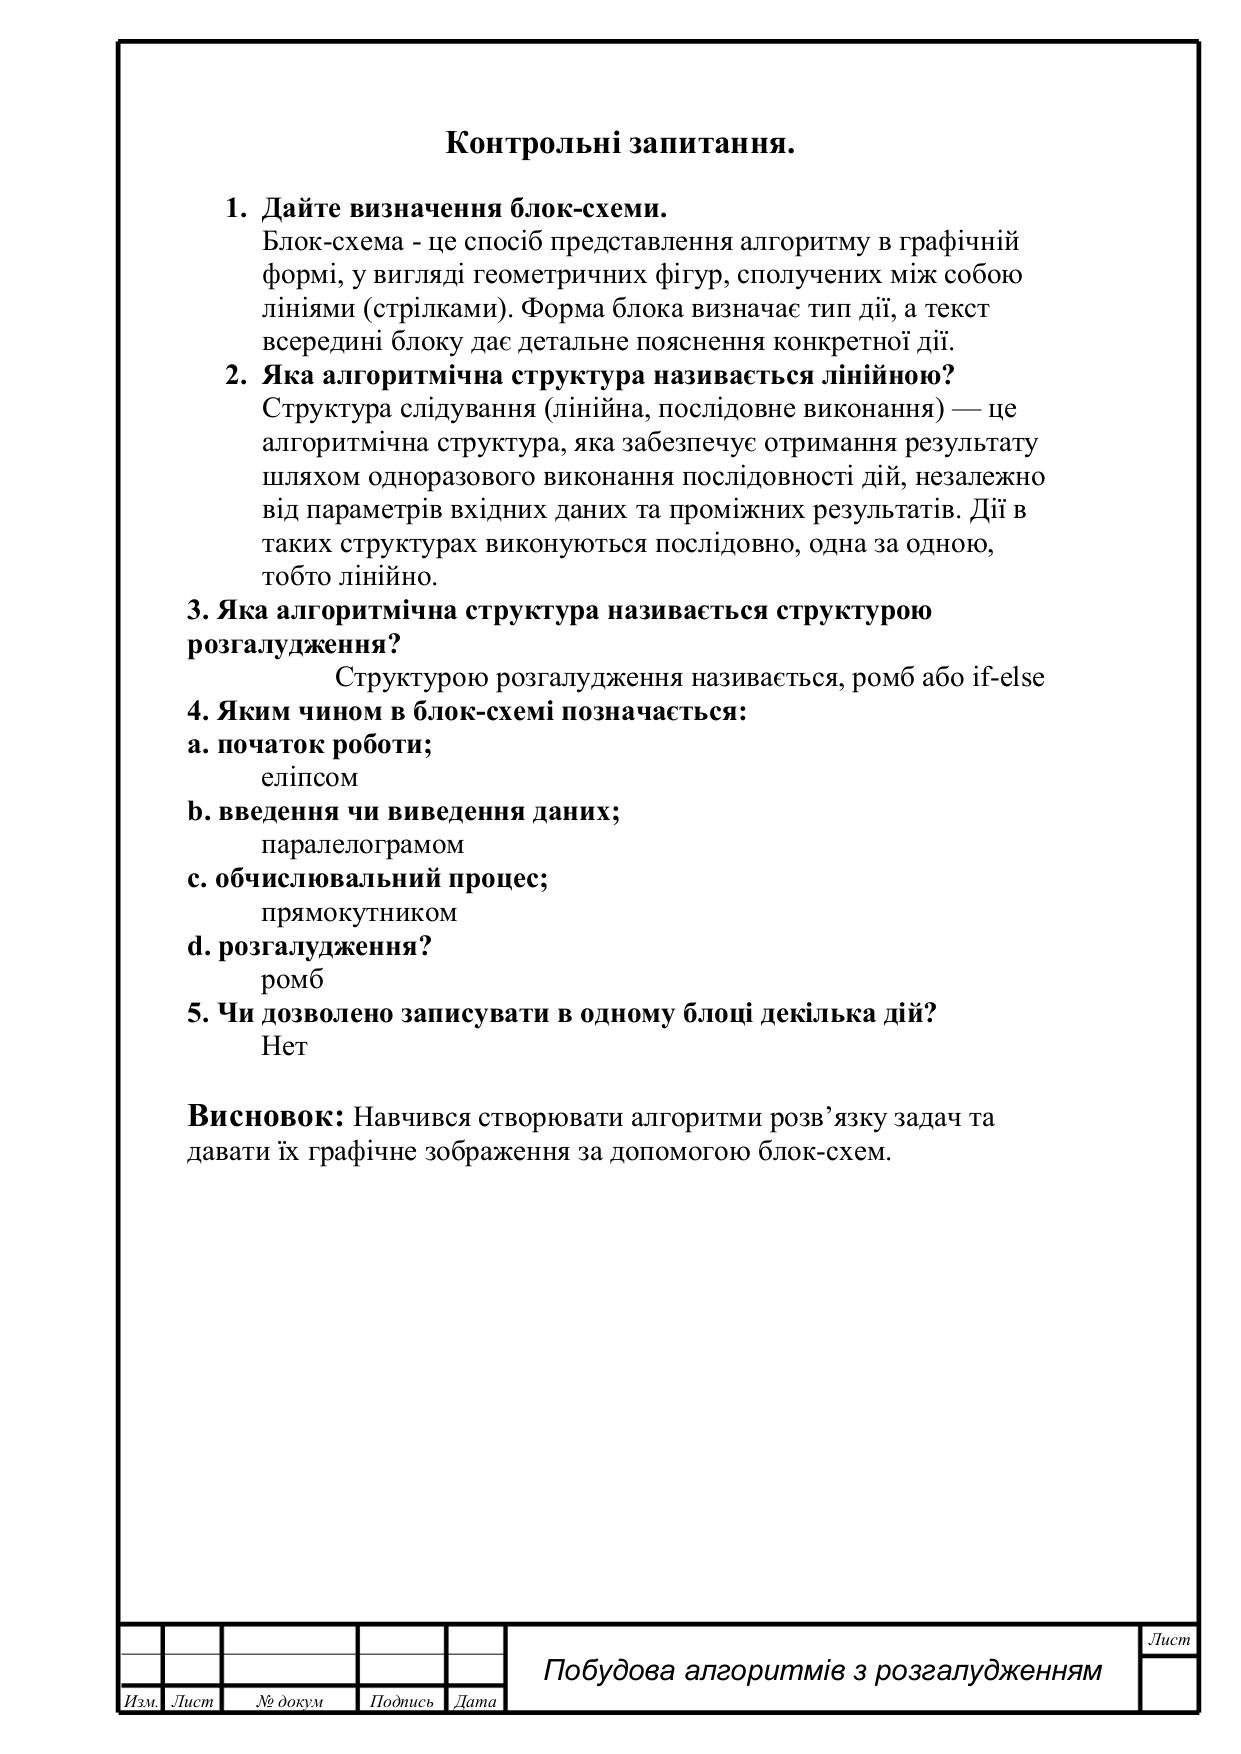 Контрольні запитання.
1. Дайте визначення блок-схеми.
Блок-схема - це спосіб представлення алгоритму в графічній
формі, у вигляді геометричних фігур, сполучених між собою
лініями (стрілками). Форма блока визначає тип дії, а текст
всередині блоку дає детальне пояснення конкретної дії.
2. Яка алгоритмічна структура називається лінійною?
Структура слідування (лінійна, послідовне виконання) — це
алгоритмічна структура, яка забезпечує отримання результату
шляхом одноразового виконання послідовності дій, незалежно
від параметрів вхідних даних та проміжних результатів. Дії в
таких структурах виконуються послідовно, одна за одною,
тобто лінійно.
3. Яка алгоритмічна структура називається структурою
розгалудження?
Структурою розгалудження називається, ромб або if-else
4. Яким чином в блок-схемі позначається:
a. початок роботи;
еліпсом
b. введення чи виведення даних;
паралелограмом
c. обчислювальний процес;
прямокутником
d. розгалудження?
ромб
5. Чи дозволено записувати в одному блоці декілька дій?
Нет
Висновок: Навчився створювати алгоритми розв’язку задач та
давати їх графічне зображення за допомогою блок-схем.
Лист
Побудова алгоритмів з розгалудженням
Изм. Лист № докум Подпись Дата